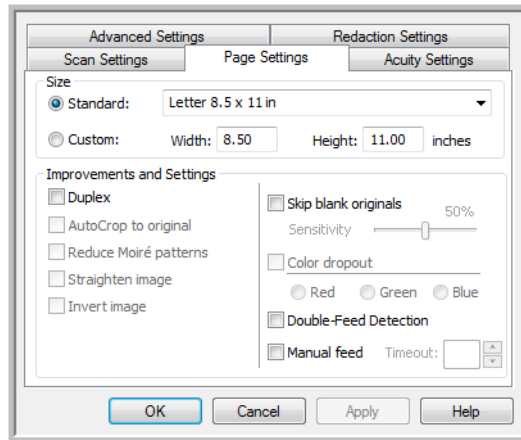 Advanced Settings Redaction Settings
Scan Settings Page Settings Acuity Settings
Size
Standard: Letter 8.5 x 11 in
Custom: Width: 8.50 Height: 11.00 inches
Improvements and Settings
Duplex
AutoCrop to original
Reduce Moiré patterns
Straighten image
Invert image
Skip blank originals 50%
Sensitivity
Color dropout
Red Green Blue
Double-Feed Detection
Manual feed Timeout:
OK Cancel Apply Help